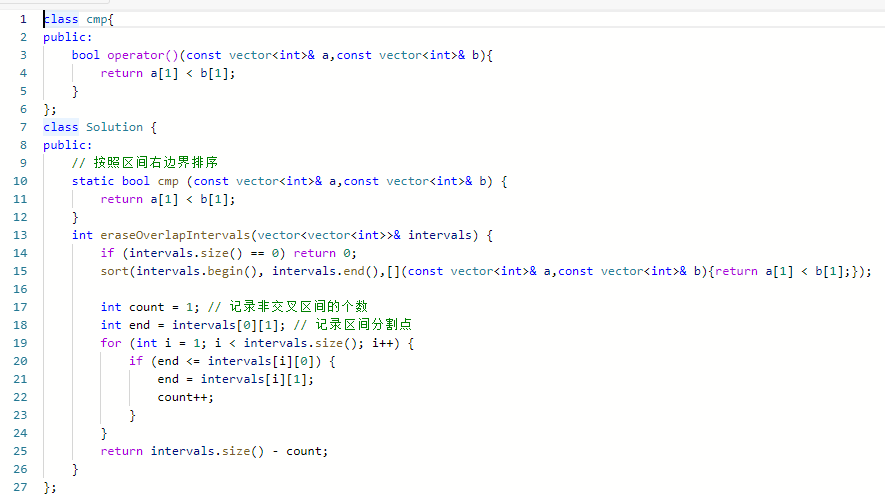 1 class cmp{
2 public:
3     bool operator()(const vector<int>& a,const vector<int>& b){
4         return a[1] < b[1];
5     }
6 };
7 class Solution {
8 public:
9     // 按照区间右边界排序
10     static bool cmp (const vector<int>& a,const vector<int>& b) {
11         return a[1] < b[1];
12     }
13     int eraseOverlapIntervals(vector<vector<int>>& intervals) {
14         if (intervals.size() == 0) return 0;
15         sort(intervals.begin(), intervals.end(),[](const vector<int>& a,const vector<int>& b){return a[1] < b[1];});
16
17         int count = 1; // 记录非交叉区间的个数
18         int end = intervals[0][1]; // 记录区间分割点
19         for (int i = 1; i < intervals.size(); i++) {
20             if (end <= intervals[i][0]) {
21                 end = intervals[i][1];
22                 count++;
23             }
24         }
25         return intervals.size() - count;
26     }
27 };